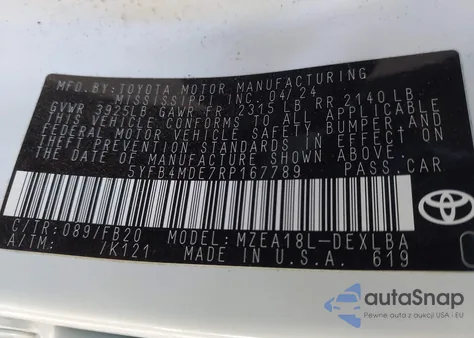 MFD. BY: TOYOTA MOTOR MANUFACTURING
MISSISSIPPI INC. 04/24
GVWR 3925LB GAWR FR 2315 LB RR 2140 LB
THIS VEHICLE CONFORMS TO ALL APPLICABLE
FEDERAL MOTOR VEHICLE SAFETY, BUMPER AND
THEFT PREVENTION STANDARDS IN EFFECT ON
THE DATE OF MANUFACTURE SHOWN ABOVE.
5YFB4MDE7RP167789 PASS.CAR
C/TR: 089/FB20 MODEL: MZEA18L-DEXLBA
A/TM: /K121 MADE IN U.S.A. 619
TOYOTA
autoSnap
Pewne auto z USA i EU